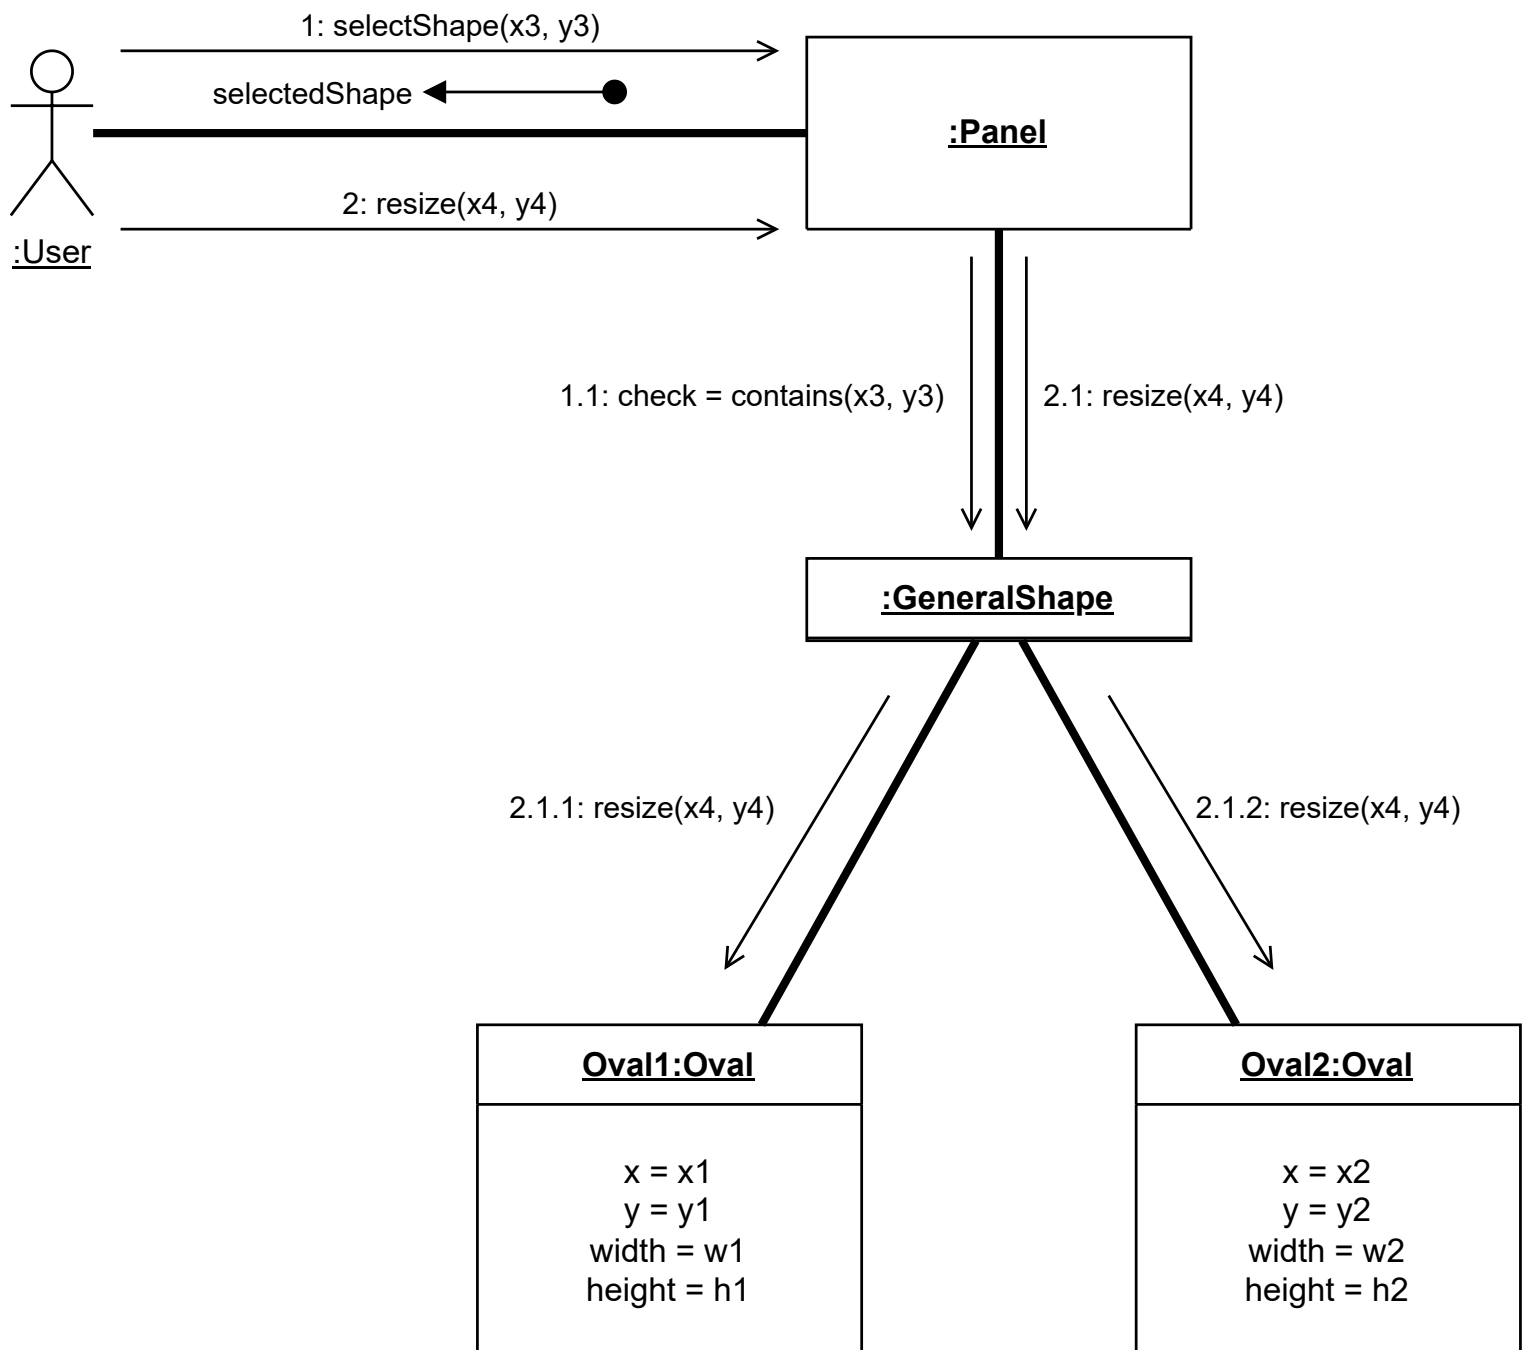 1: selectShape(x3, y3)
selectedShape
:Panel
2: resize(x4, y4)
:User
1.1: check = contains(x3, y3)
2.1: resize(x4, y4)
:GeneralShape
2.1.1: resize(x4, y4)
2.1.2: resize(x4, y4)
Oval1:Oval
x = x1
y = y1
width = w1
height = h1
Oval2:Oval
x = x2
y = y2
width = w2
height = h2